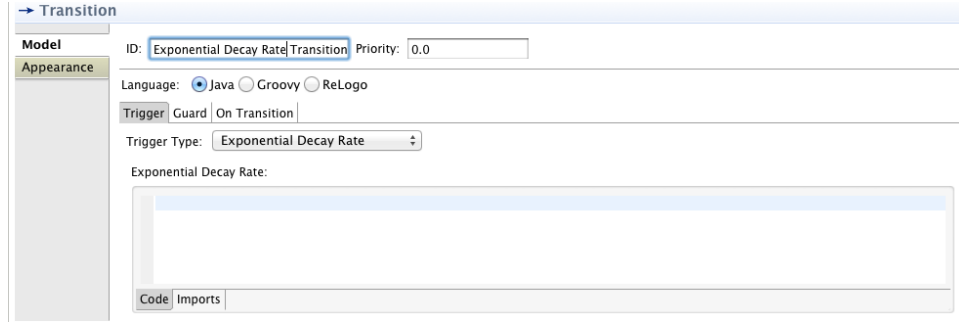 → Transition
Model
Appearance
ID: Exponential Decay Rate Transition Priority: 0.0
Language: Java Groovy ReLogo
Trigger Guard On Transition
Trigger Type: Exponential Decay Rate
Exponential Decay Rate:
Code Imports